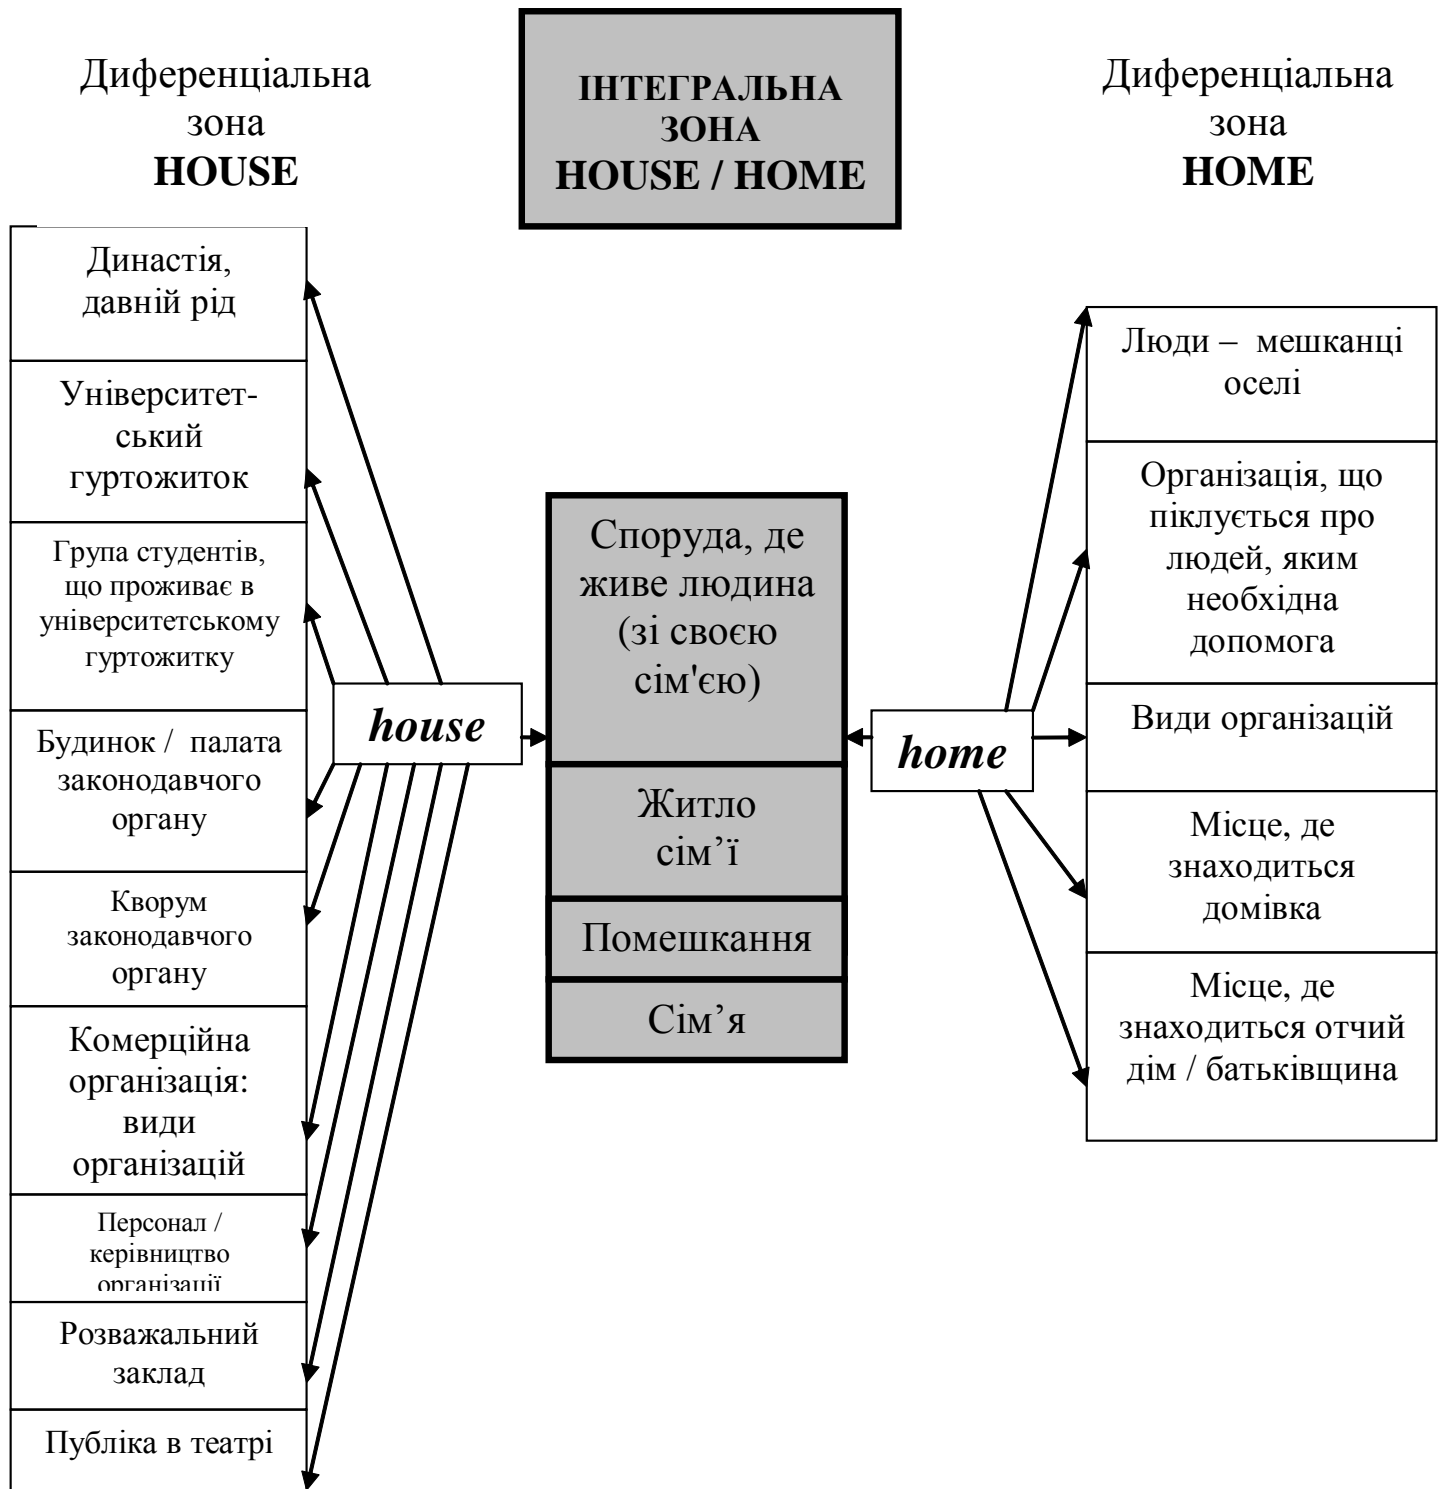 Диференціальна
зона
HOUSE
ІНТЕГРАЛЬНА
ЗОНА
HOUSE / HOME
Диференціальна
зона
HOME
Династія,
давній рід
Університет-
ський
гуртожиток
Група студентів,
що проживає в
університетському
гуртожитку
Будинок / палата
законодавчого
органу
Кворум
законодавчого
органу
Комерційна
організація:
види
організацій
Персонал /
керівництво
організації
Розважальний
заклад
Публіка в театрі
house
Споруда, де
живе людина
(зі своєю
сім'єю)
Житло
сім’ї
Помешкання
Сім’я
home
Люди – мешканці
оселі
Організація, що
піклується про
людей, яким
необхідна
допомога
Види організацій
Місце, де
знаходиться
домівка
Місце, де
знаходиться отчий
дім / батьківщина